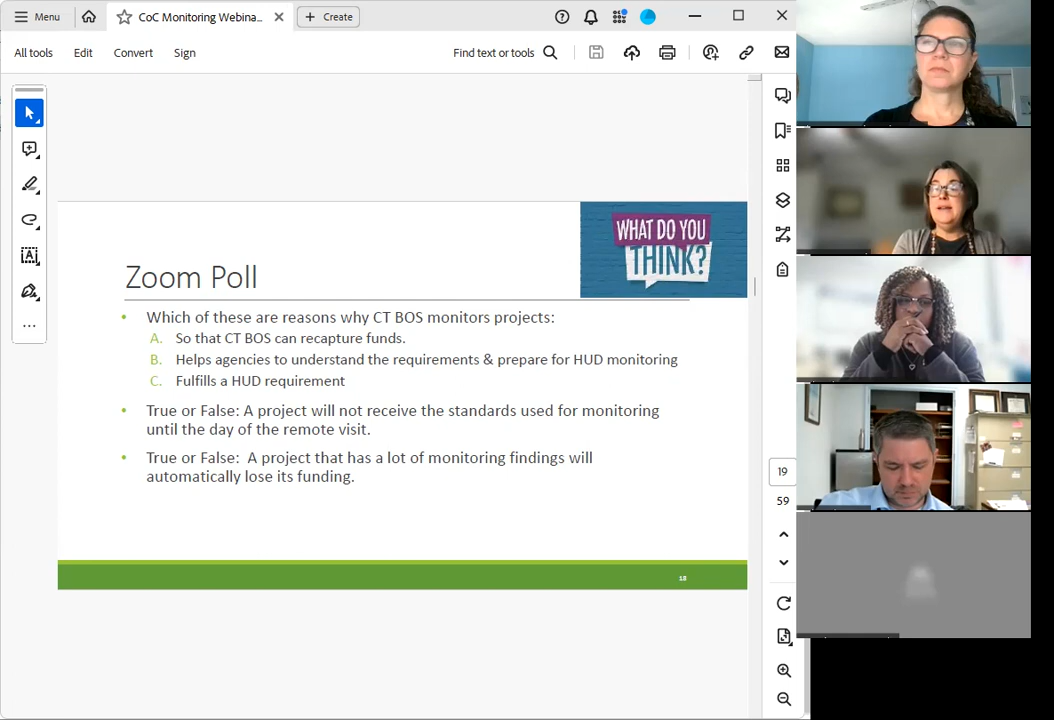 Menu
CoC Monitoring Webina...
Create
All tools
Edit
Convert
Sign
Find text or tools
WHAT DO YOU
THINK?
Zoom Poll
• Which of these are reasons why CT BOS monitors projects:
A. So that CT BOS can recapture funds.
B. Helps agencies to understand the requirements & prepare for HUD monitoring
C. Fulfills a HUD requirement
• True or False: A project will not receive the standards used for monitoring
until the day of the remote visit.
• True or False: A project that has a lot of monitoring findings will
automatically lose its funding.
18
19
59